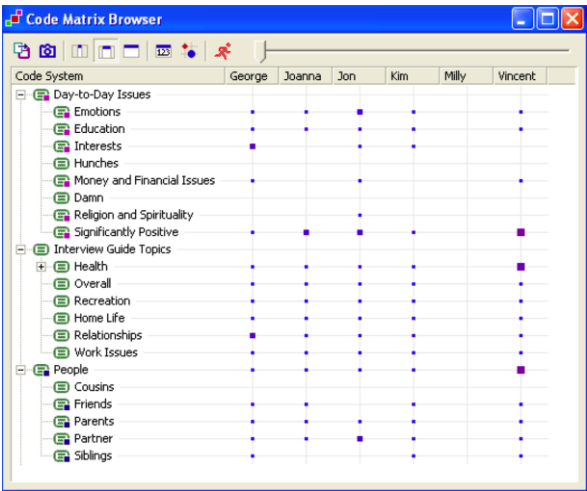 Code Matrix Browser
123
Code System George Joanna Jon Kim Milly Vincent
Day-to-Day Issues
Emotions
Education
Interests
Hunches
Money and Financial Issues
Damn
Religion and Spirituality
Significantly Positive
Interview Guide Topics
Health
Overall
Recreation
Home Life
Relationships
Work Issues
People
Cousins
Friends
Parents
Partner
Siblings